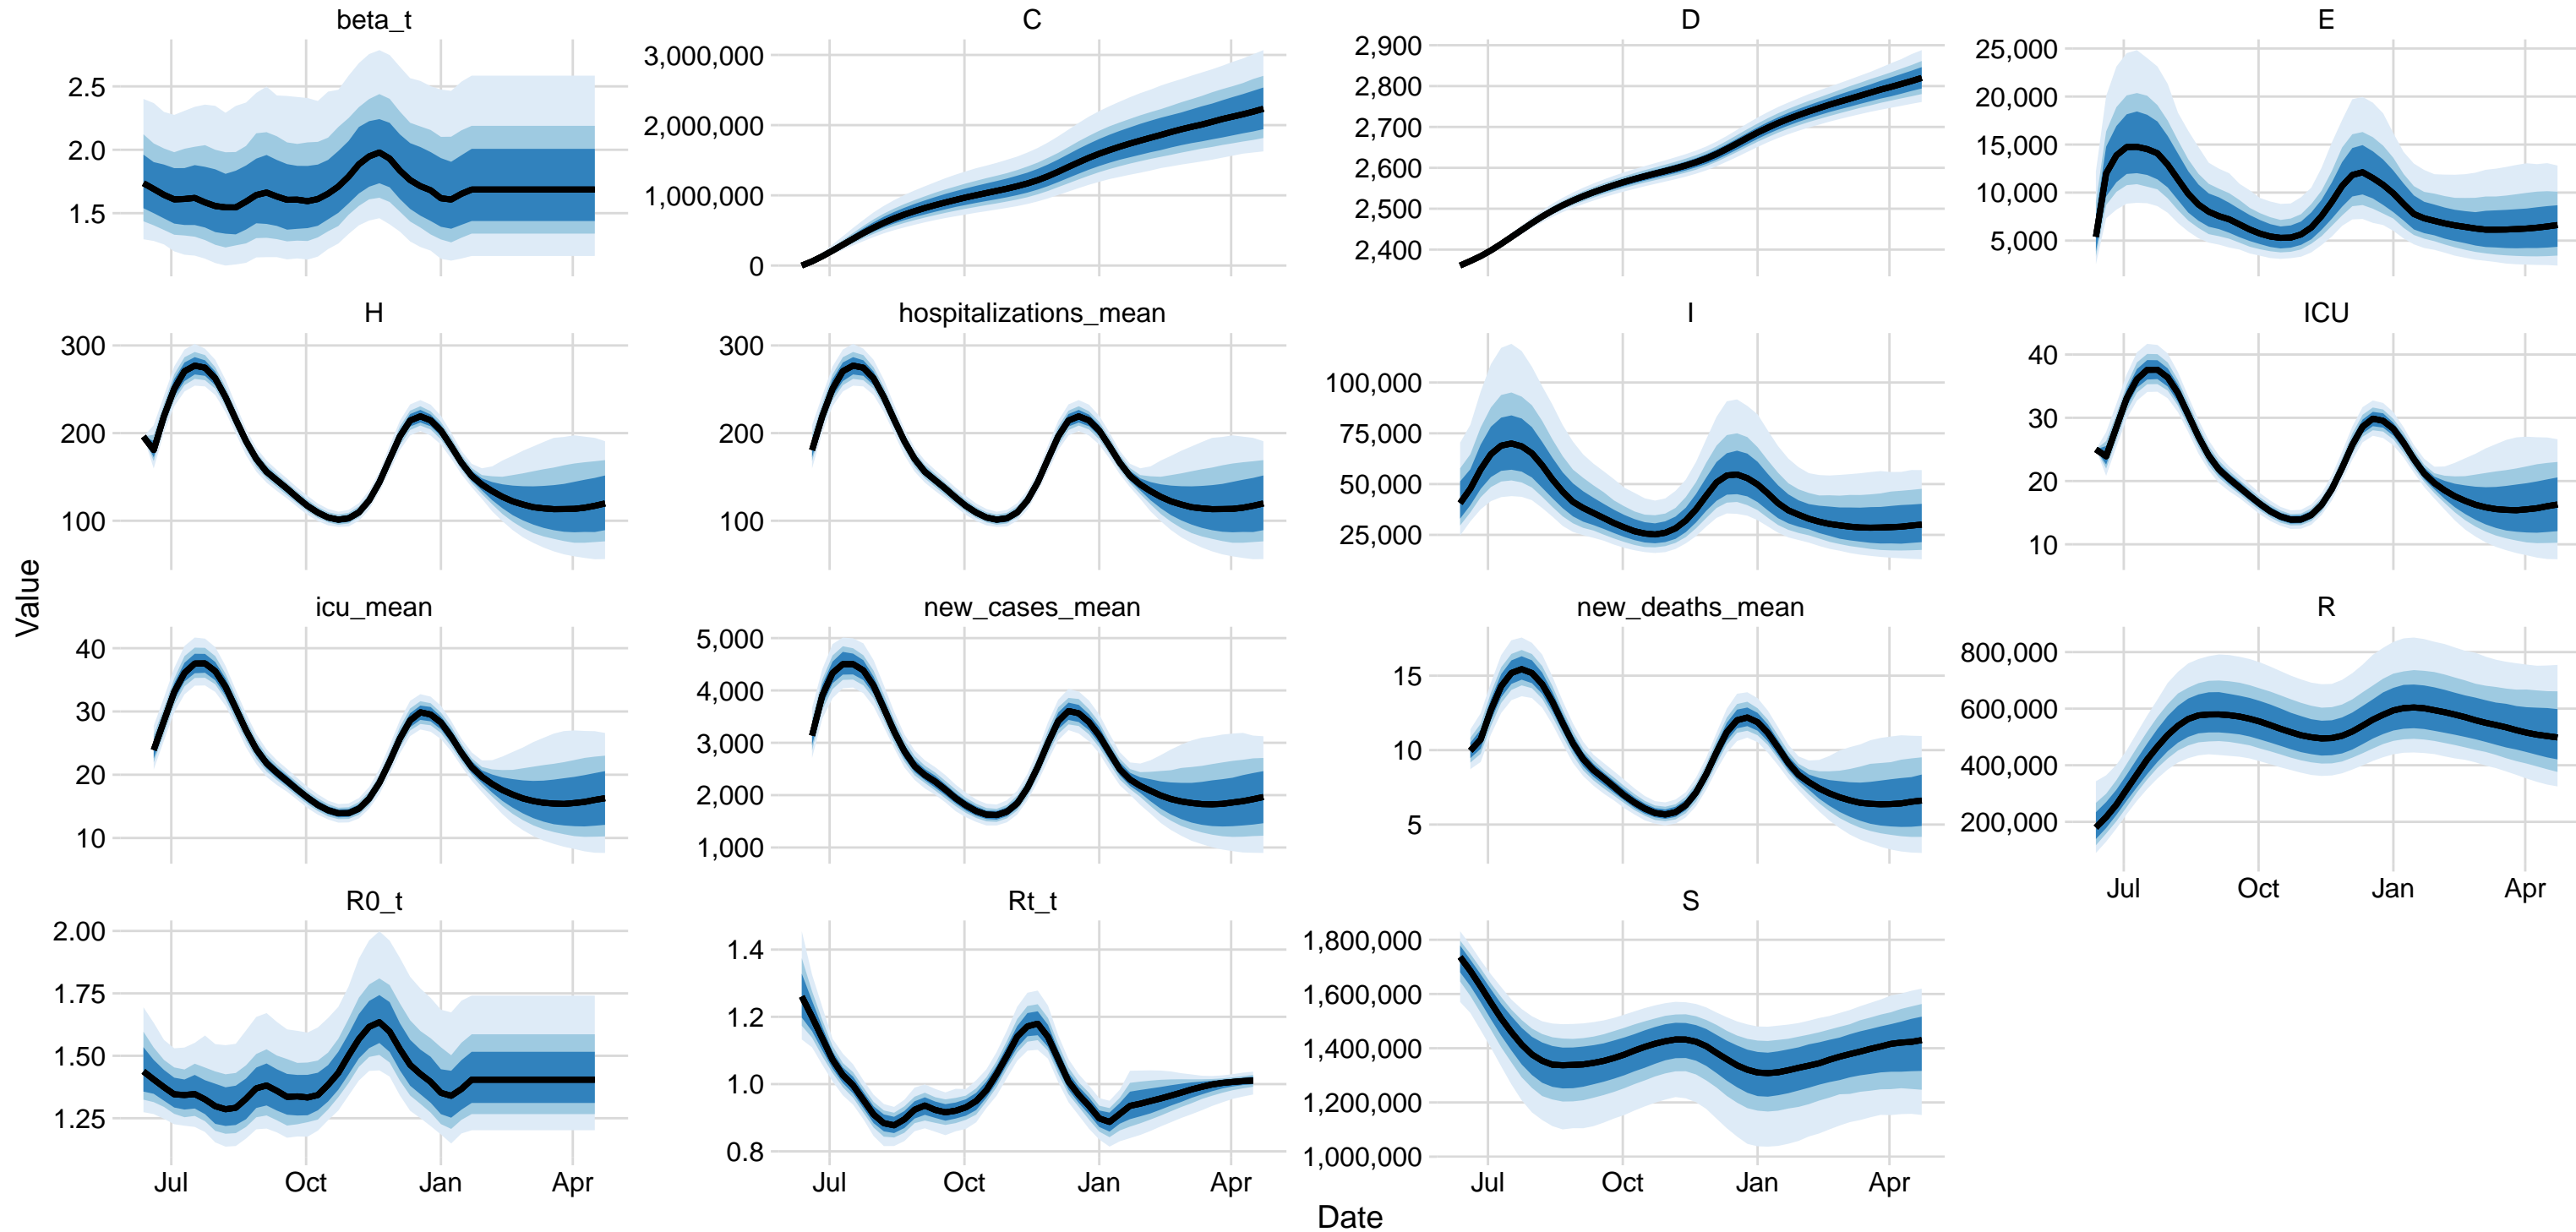 beta_t
C
D
E
2.5
2.0
1.5
3,000,000
2,000,000
1,000,000
0
2,900
2,800
2,700
2,600
2,500
2,400
25,000
20,000
15,000
10,000
5,000
H
hospitalizations_mean
I
ICU
300
200
100
300
200
100
100,000
75,000
50,000
25,000
40
30
20
10
Value
icu_mean
new_cases_mean
new_deaths_mean
R
40
30
20
10
5,000
4,000
3,000
2,000
1,000
15
10
5
800,000
600,000
400,000
200,000
Jul Oct Jan Apr
R0_t
Rt_t
S
2.00
1.75
1.50
1.25
1.4
1.2
1.0
0.8
1,800,000
1,600,000
1,400,000
1,200,000
1,000,000
Jul Oct Jan Apr
Jul Oct Jan Apr
Jul Oct Jan Apr
Date